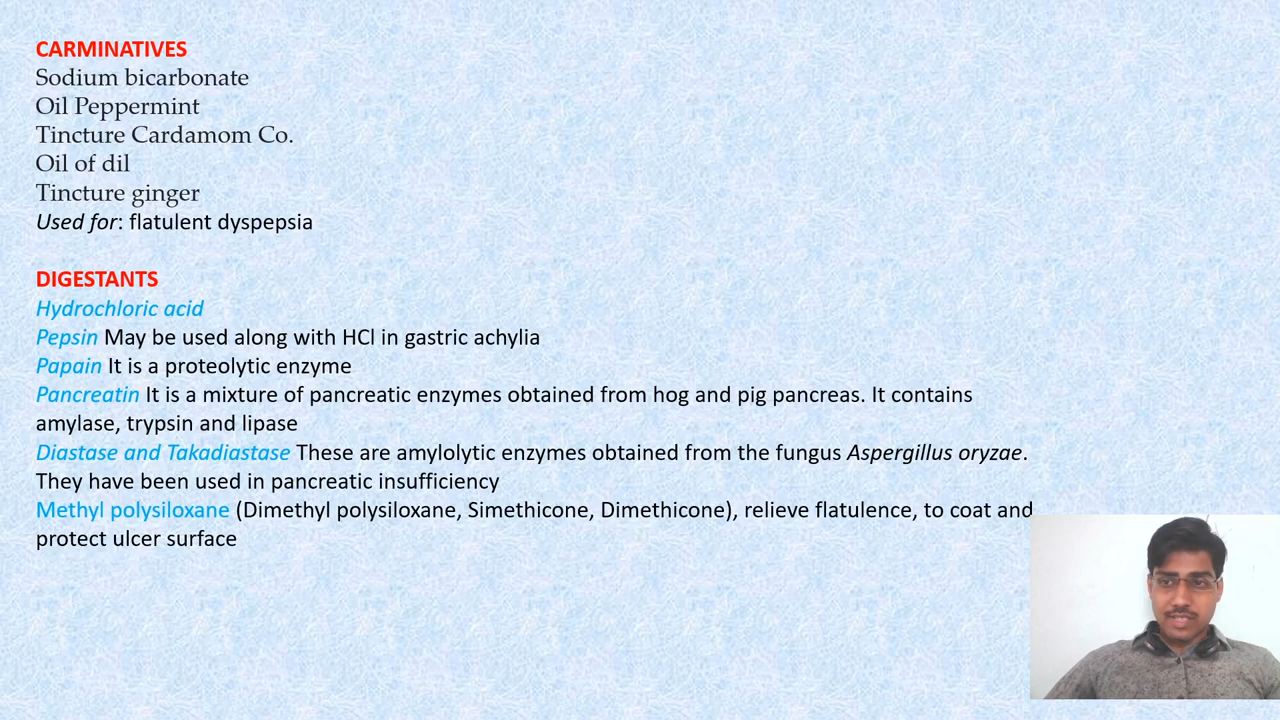 CARMINATIVES
Sodium bicarbonate
Oil Peppermint
Tincture Cardamom Co.
Oil of dil
Tincture ginger
Used for: flatulent dyspepsia
DIGESTANTS
Hydrochloric acid
Pepsin May be used along with HCl in gastric achylia
Papain It is a proteolytic enzyme
Pancreatin It is a mixture of pancreatic enzymes obtained from hog and pig pancreas. It contains
amylase, trypsin and lipase
Diastase and Takadiastase These are amylolytic enzymes obtained from the fungus Aspergillus oryzae.
They have been used in pancreatic insufficiency
Methyl polysiloxane (Dimethyl polysiloxane, Simethicone, Dimethicone), relieve flatulence, to coat and
protect ulcer surface